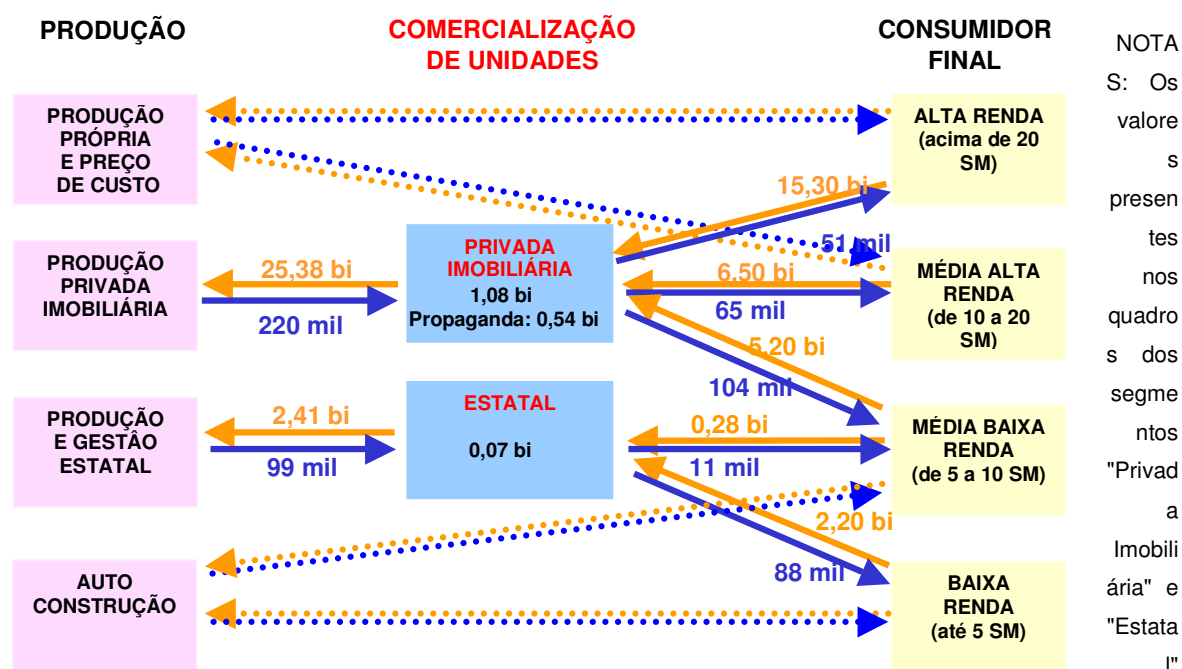 PRODUÇÃO
COMERCIALIZAÇÃO
DE UNIDADES
CONSUMIDOR
FINAL
PRODUÇÃO
PRÓPRIA
E PREÇO
DE CUSTO
ALTA RENDA
(acima de 20
SM)
15,30 bi
51 mil
PRODUÇÃO
PRIVADA
IMOBILIÁRIA
25,38 bi
220 mil
PRIVADA
IMOBILIÁRIA
1,08 bi
Propaganda: 0,54 bi
6,50 bi
65 mil
MÉDIA ALTA
RENDA
(de 10 a 20
SM)
5,20 bi
104 mil
PRODUÇÃO
E GESTÂO
ESTATAL
2,41 bi
99 mil
ESTATAL
0,07 bi
0,28 bi
11 mil
MÉDIA BAIXA
RENDA
(de 5 a 10 SM)
2,20 bi
88 mil
AUTO
CONSTRUÇÃO
BAIXA
RENDA
(até 5 SM)
NOTA
S: Os
valore
s
presen
tes
nos
quadro
s dos
segme
ntos
"Privad
a
Imobili
ária" e
"Estata
l"